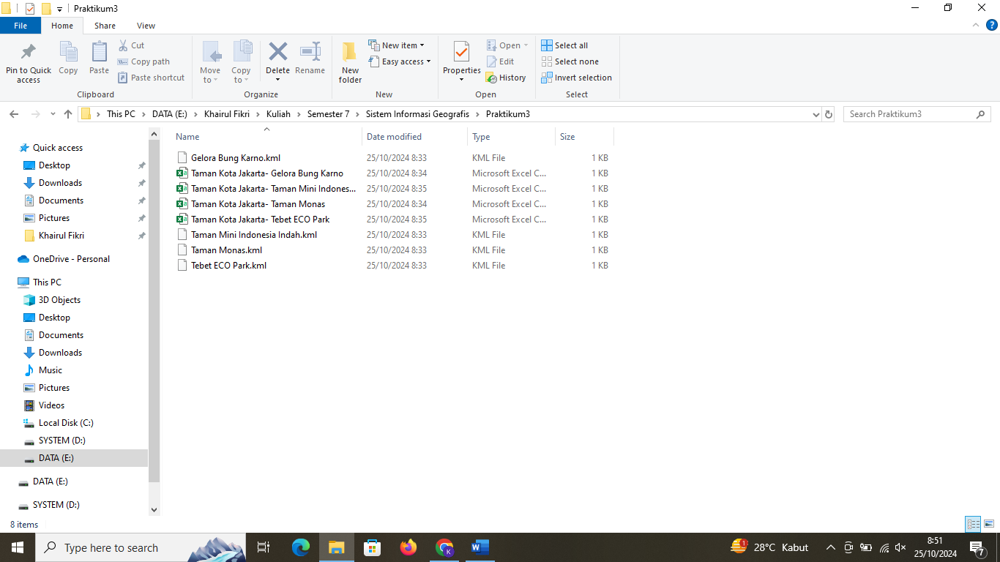 Praktikum3
File Home Share View
Pin to Quick access
Copy
Paste
Cut
Copy path
Paste shortcut
Clipboard
Move to
Copy to
Delete
Rename
Organize
New folder
New item
Easy access
New
Properties
Open
Edit
History
Open
Select all
Select none
Invert selection
Select
This PC > DATA (E:) > Khairul Fikri > Kuliah > Semester 7 > Sistem Informasi Geografis > Praktikum3
Search Praktikum3
Quick access
Desktop
Downloads
Documents
Pictures
Khairul Fikri
OneDrive - Personal
This PC
3D Objects
Desktop
Documents
Downloads
Music
Pictures
Videos
Local Disk (C:)
SYSTEM (D:)
DATA (E:)
DATA (E:)
SYSTEM (D:)
Name Date modified Type Size
Gelora Bung Karno.kml 25/10/2024 8:33 KML File 1 KB
Taman Kota Jakarta- Gelora Bung Karno 25/10/2024 8:34 Microsoft Excel C... 1 KB
Taman Kota Jakarta- Taman Mini Indones... 25/10/2024 8:35 Microsoft Excel C... 1 KB
Taman Kota Jakarta- Taman Monas 25/10/2024 8:34 Microsoft Excel C... 1 KB
Taman Kota Jakarta- Tebet ECO Park 25/10/2024 8:35 Microsoft Excel C... 1 KB
Taman Mini Indonesia Indah.kml 25/10/2024 8:33 KML File 1 KB
Taman Monas.kml 25/10/2024 8:33 KML File 1 KB
Tebet ECO Park.kml 25/10/2024 8:33 KML File 1 KB
8 items
Type here to search
K
W
1
28°C Kabut
8:51
25/10/2024
7